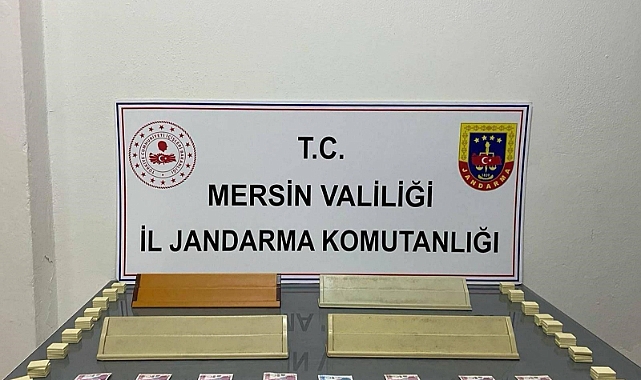 T.C.
MERSİN VALİLİĞİ
İL JANDARMA KOMUTANLIĞI
JANDARMA